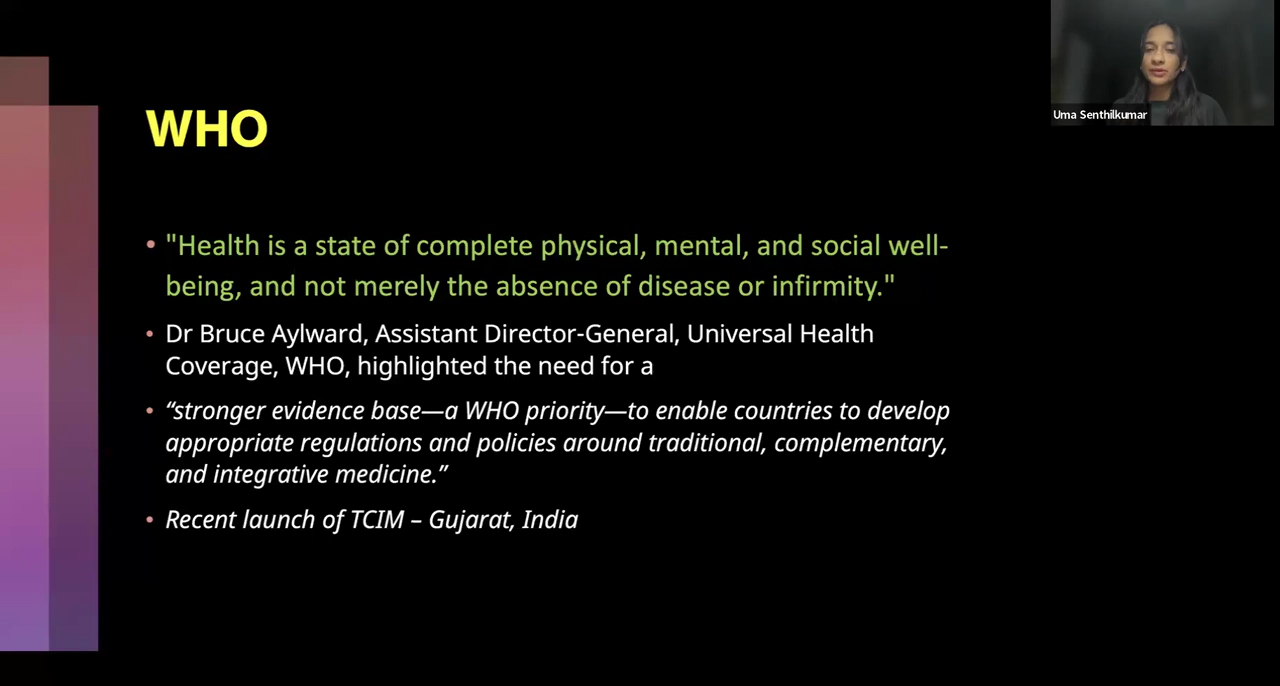 WHO
Uma Senthilkumar
• "Health is a state of complete physical, mental, and social well-
being, and not merely the absence of disease or infirmity."
• Dr Bruce Aylward, Assistant Director-General, Universal Health
Coverage, WHO, highlighted the need for a
• “stronger evidence base—a WHO priority—to enable countries to develop
appropriate regulations and policies around traditional, complementary,
and integrative medicine.”
• Recent launch of TCIM – Gujarat, India